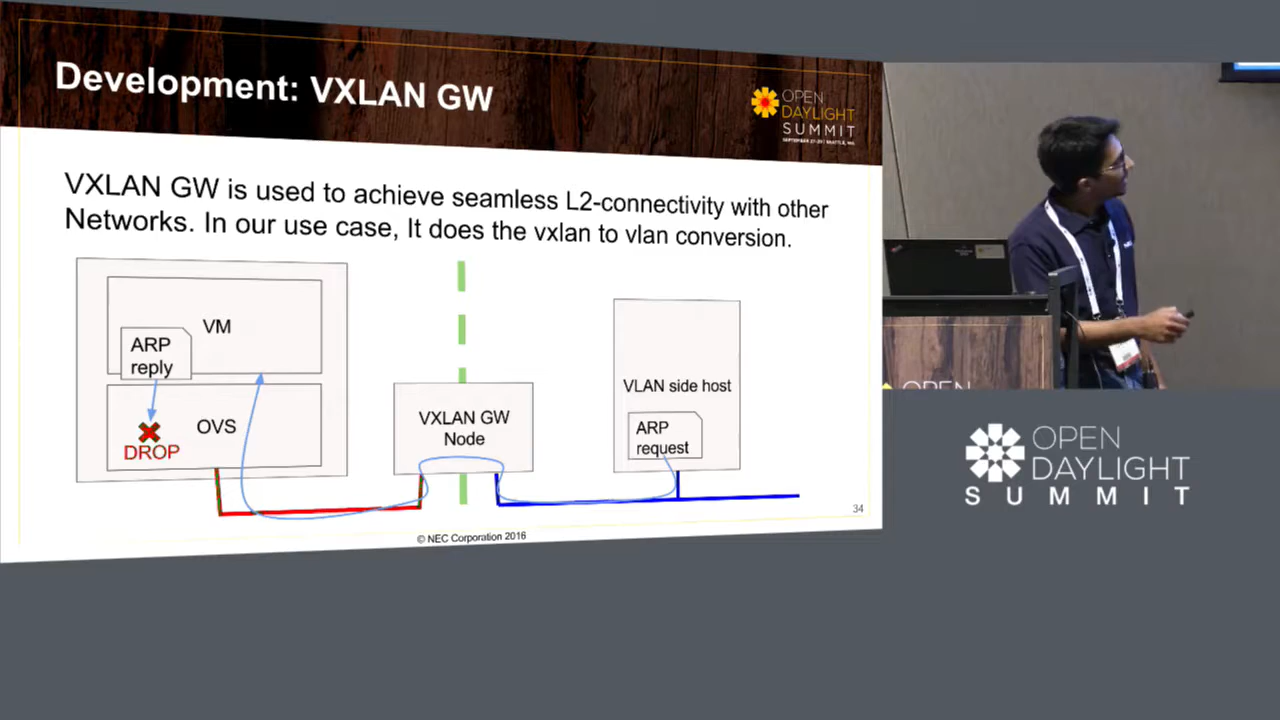 Development: VXLAN GW
OPEN
DAYLIGHT
SUMMIT
VXLAN GW is used to achieve seamless L2-connectivity with other
Networks. In our use case, It does the vxlan to vlan conversion.
VM
ARP
reply
OVS
DROP
VXLAN GW
Node
VLAN side host
ARP
request
34
© NEC Corporation 2016
OPEN
OPEN
DAYLIGHT
SUMMIT